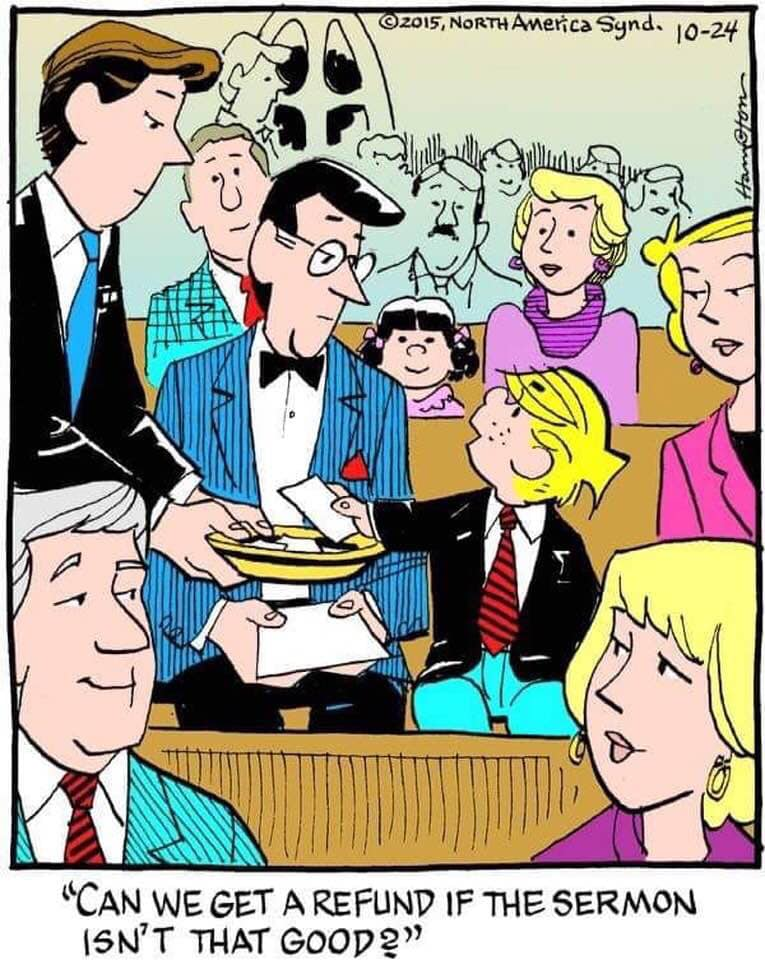 ©2015, NORTH America Synd. 10-24
Hamilton
"CAN WE GET A REFUND IF THE SERMON
ISN'T THAT GOOD?"